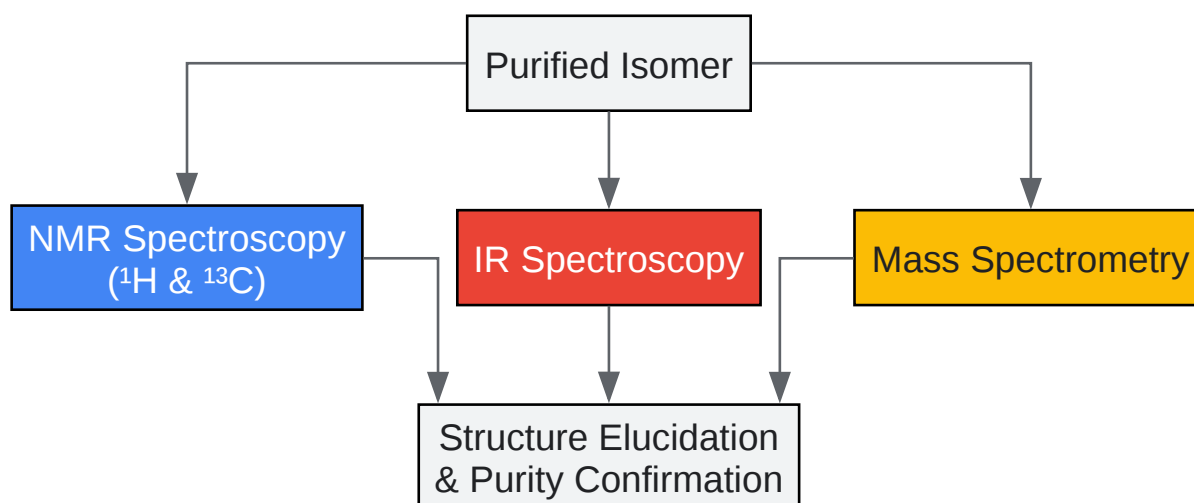 Purified Isomer
NMR Spectroscopy
(¹H & ¹³C)
IR Spectroscopy
Mass Spectrometry
Structure Elucidation
& Purity Confirmation